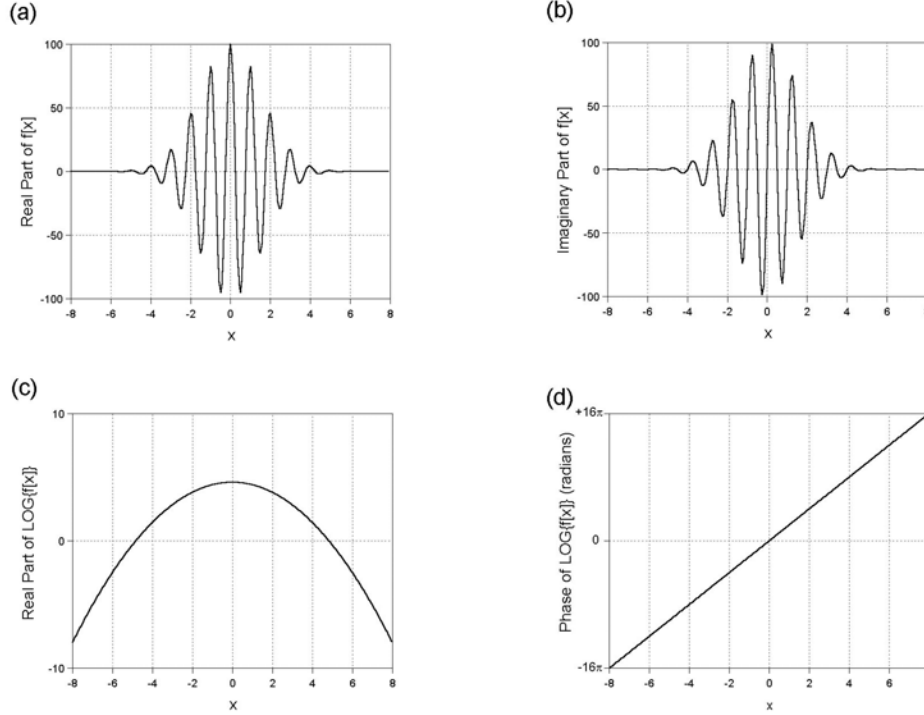 (a)
Real Part of f[x]
100
50
0
-50
-100
-8 -6 -4 -2 0 2 4 6 8
X
(b)
Imaginary Part of f[x]
100
50
0
-50
-100
-8 -6 -4 -2 0 2 4 6
X
(c)
Real Part of LOG{f[x]}
10
0
-10
-8 -6 -4 -2 0 2 4 6 8
X
(d)
Phase of LOG{f[x]} (radians)
+16π
0
-16π
-8 -6 -4 -2 0 2 4 6
x